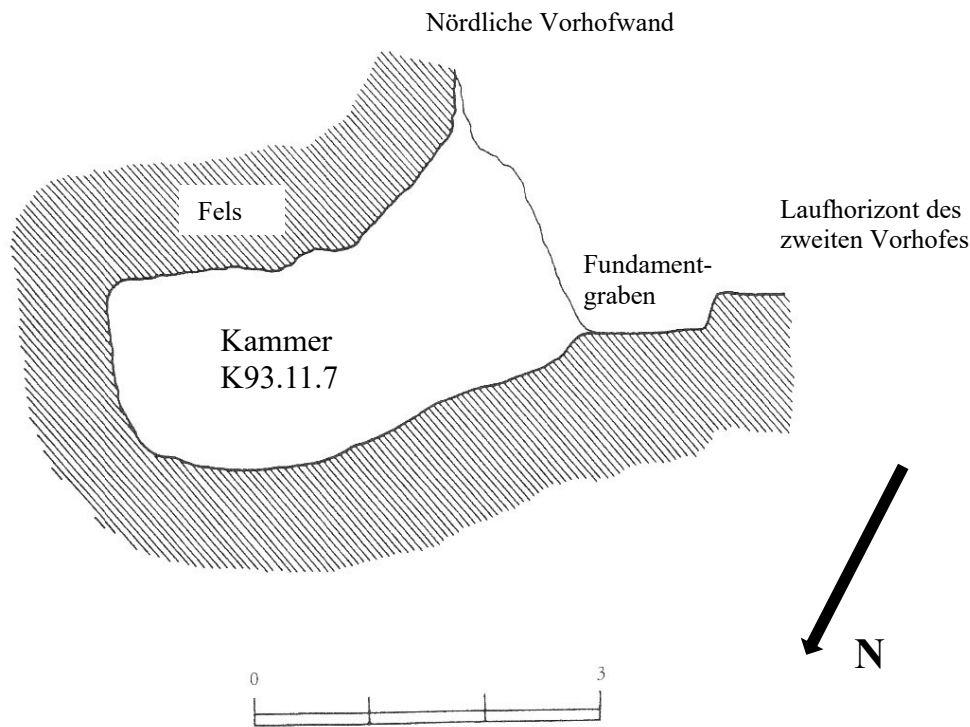 Nördliche Vorhofwand
Fels
Laufhorizont des
zweiten Vorhofes
Fundament-
graben
Kammer
K93.11.7
N
0
3